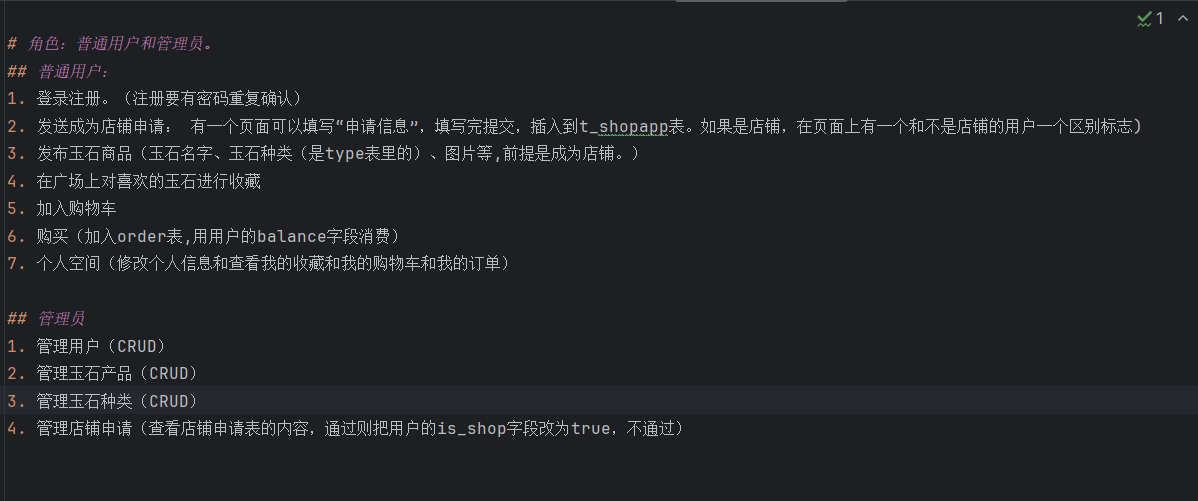 1
# 角色：普通用户和管理员。
## 普通用户：
1. 登录注册。（注册要有密码重复确认）
2. 发送成为店铺申请： 有一个页面可以填写“申请信息”，填写完提交，插入到t_shopapp表。如果是店铺，在页面上有一个和不是店铺的用户一个区别标志)
3. 发布玉石商品（玉石名字、玉石种类（是type表里的）、图片等,前提是成为店铺。）
4. 在广场上对喜欢的玉石进行收藏
5. 加入购物车
6. 购买（加入order表,用用户的balance字段消费）
7. 个人空间（修改个人信息和查看我的收藏和我的购物车和我的订单）
## 管理员
1. 管理用户（CRUD）
2. 管理玉石产品（CRUD）
3. 管理玉石种类（CRUD）
4. 管理店铺申请（查看店铺申请表的内容，通过则把用户的is_shop字段改为true，不通过）